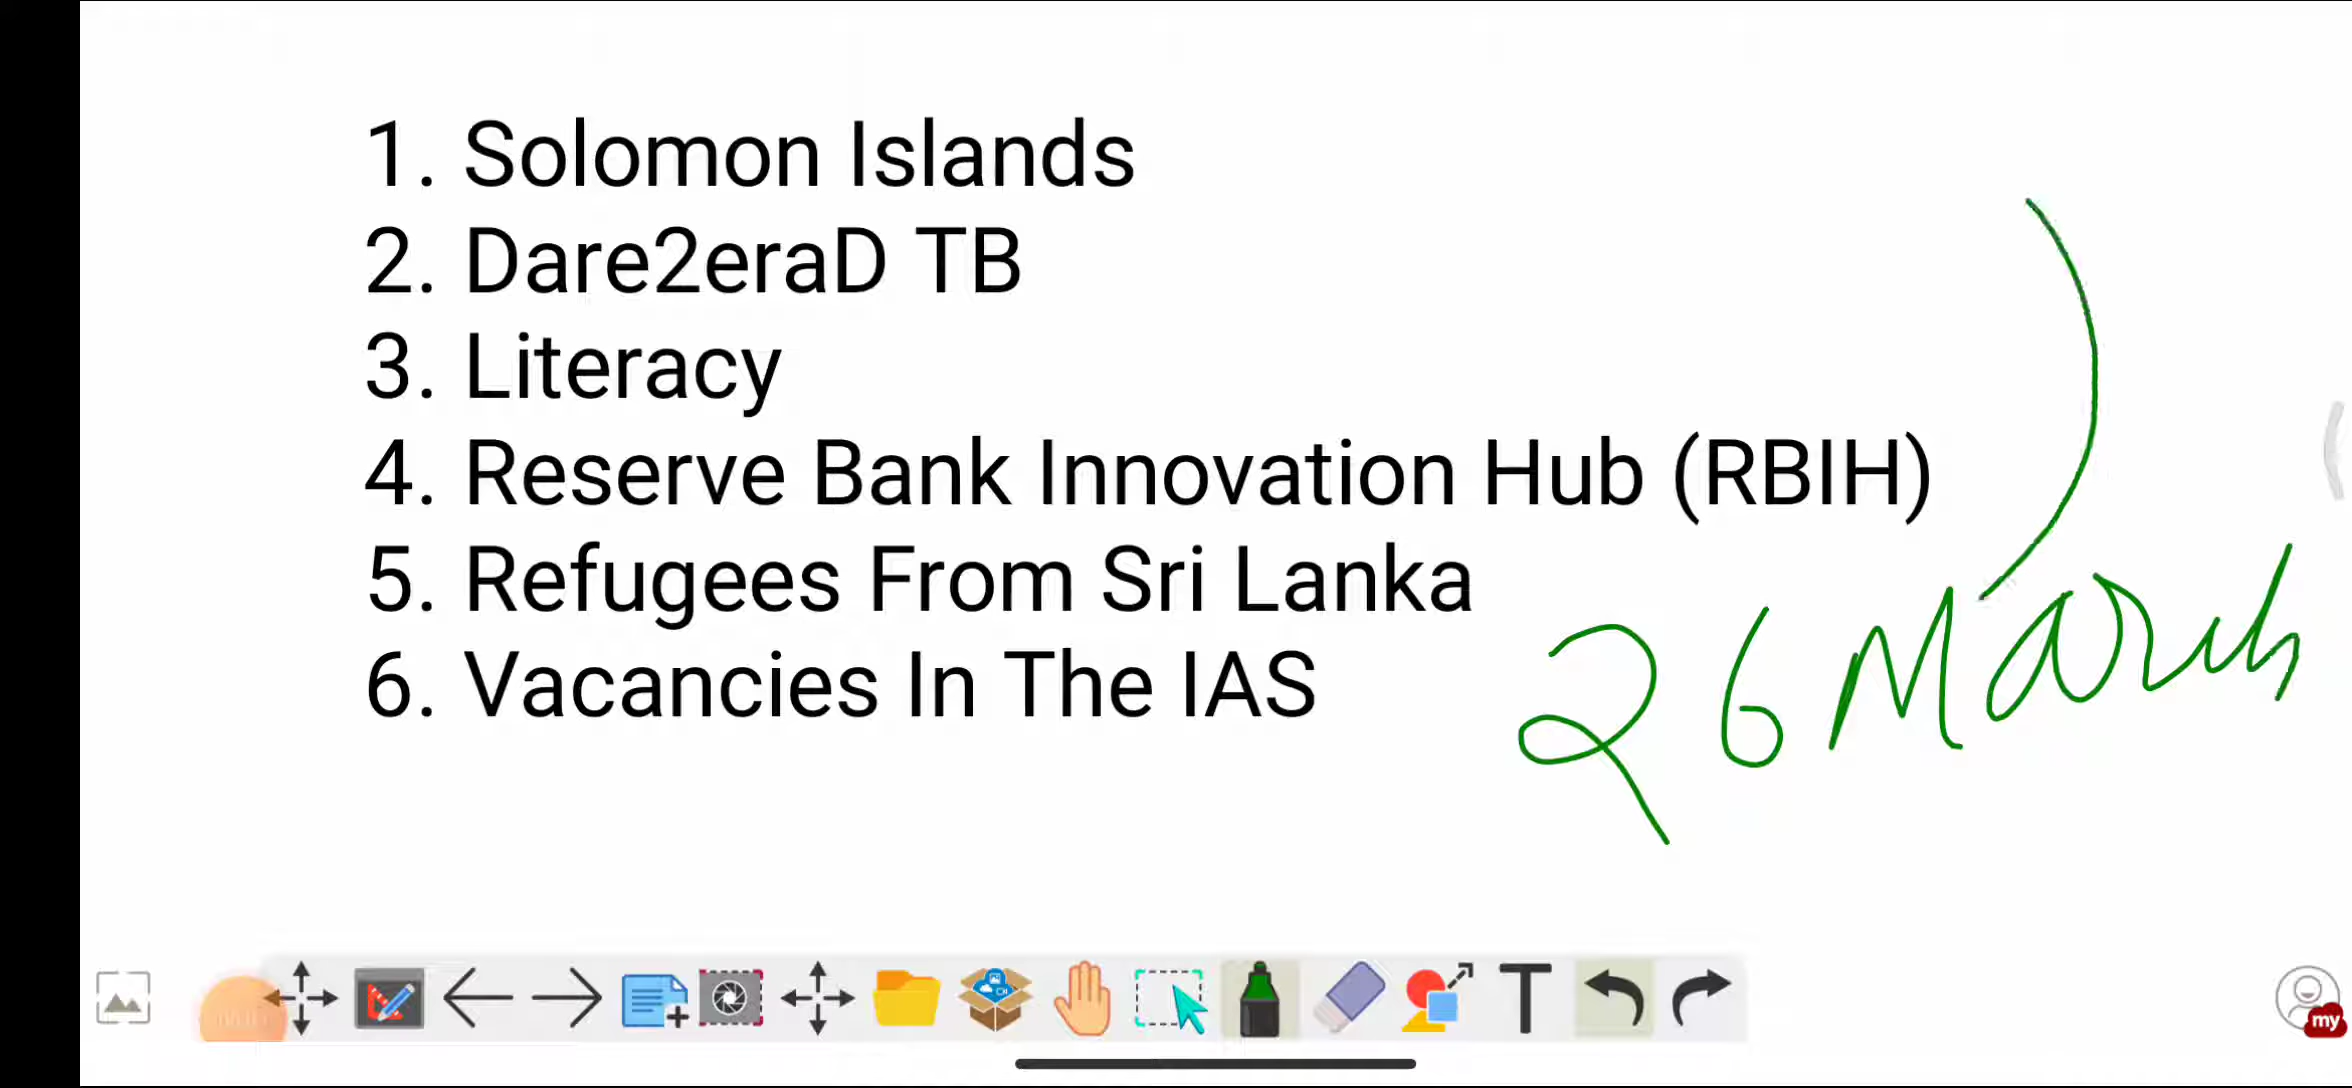 1. Solomon Islands
2. Dare2eraD TB
3. Literacy
4. Reserve Bank Innovation Hub (RBIH)
5. Refugees From Sri Lanka
6. Vacancies In The IAS
26 March
T
my